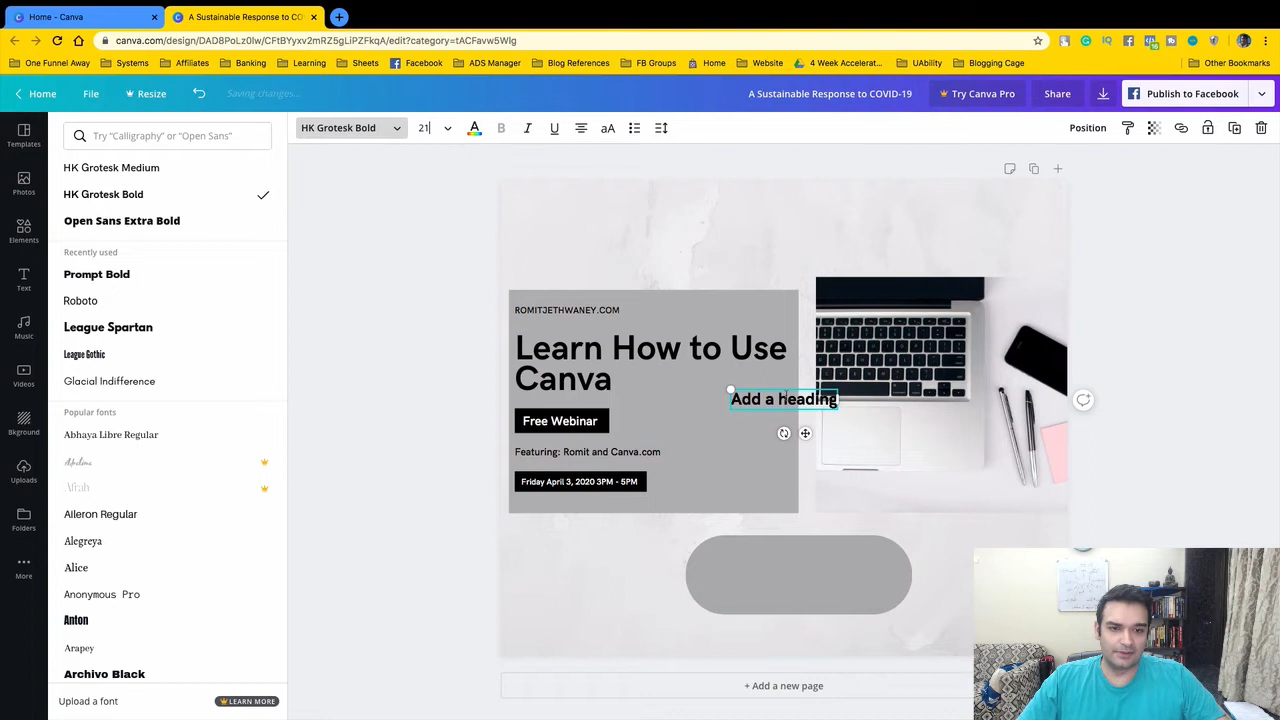 Home - Canva
A Sustainable Response to CO
canva.com/design/DAD8PoLz0lw/CFtBYyxv2mRZ5gLiPZFkqA/edit?category=tACFavw5WIg
One Funnel Away
Systems
Affiliates
Banking
Learning
Sheets
Facebook
ADS Manager
Blog References
FB Groups
Home
Website
4 Week Accelerat...
UAbility
Blogging Cage
Other Bookmarks
Home
File
Resize
Saving changes...
A Sustainable Response to COVID-19
Try Canva Pro
Share
Publish to Facebook
Templates
Photos
Elements
Text
Music
Videos
Bkground
Uploads
Folders
More
Try "Calligraphy" or "Open Sans"
HK Grotesk Medium
HK Grotesk Bold
Open Sans Extra Bold
Recently used
Prompt Bold
Roboto
League Spartan
League Gothic
Glacial Indifference
Popular fonts
Abhaya Libre Regular
Afrah
Aileron Regular
Alegreya
Alice
Anonymous Pro
Anton
Arapey
Archivo Black
Upload a font
LEARN MORE
HK Grotesk Bold
21
A
B
I
U
aA
Position
ROMITJETHWANEY.COM
Learn How to Use
Canva
Add a heading
Free Webinar
Featuring: Romit and Canva.com
Friday April 3, 2020 3PM - 5PM
+ Add a new page